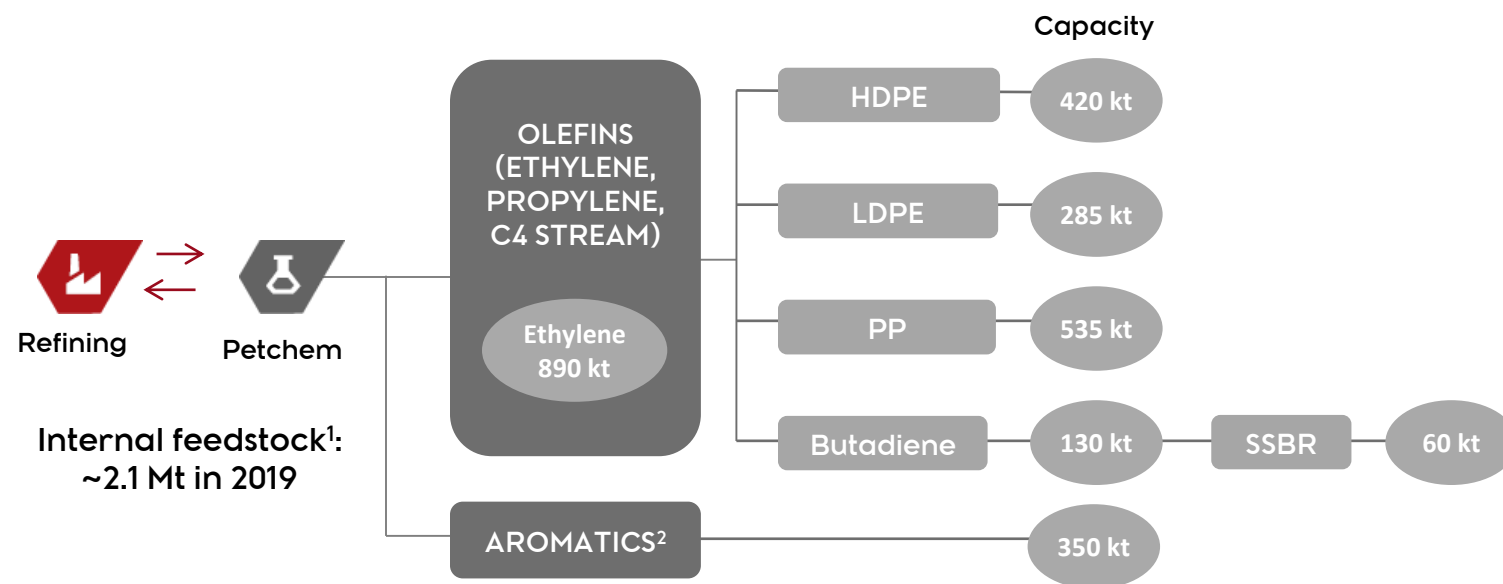 Capacity
HDPE
420 kt
OLEFINS
(ETHYLENE,
PROPYLENE,
C4 STREAM)
LDPE
285 kt
Refining
Petchem
Ethylene
890 kt
PP
535 kt
Internal feedstock¹:
~2.1 Mt in 2019
Butadiene
130 kt
SSBR
60 kt
AROMATICS²
350 kt